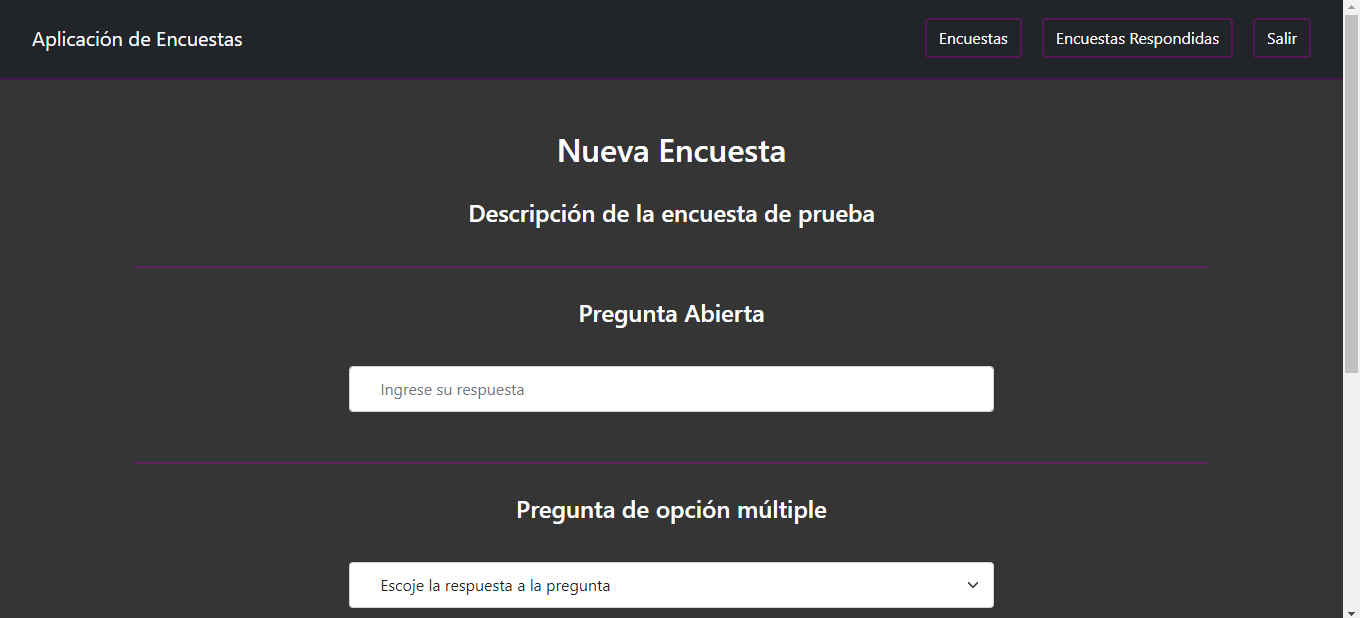 Aplicación de Encuestas
Encuestas
Encuestas Respondidas
Salir
Nueva Encuesta
Descripción de la encuesta de prueba
Pregunta Abierta
Ingrese su respuesta
Pregunta de opción múltiple
Escoje la respuesta a la pregunta